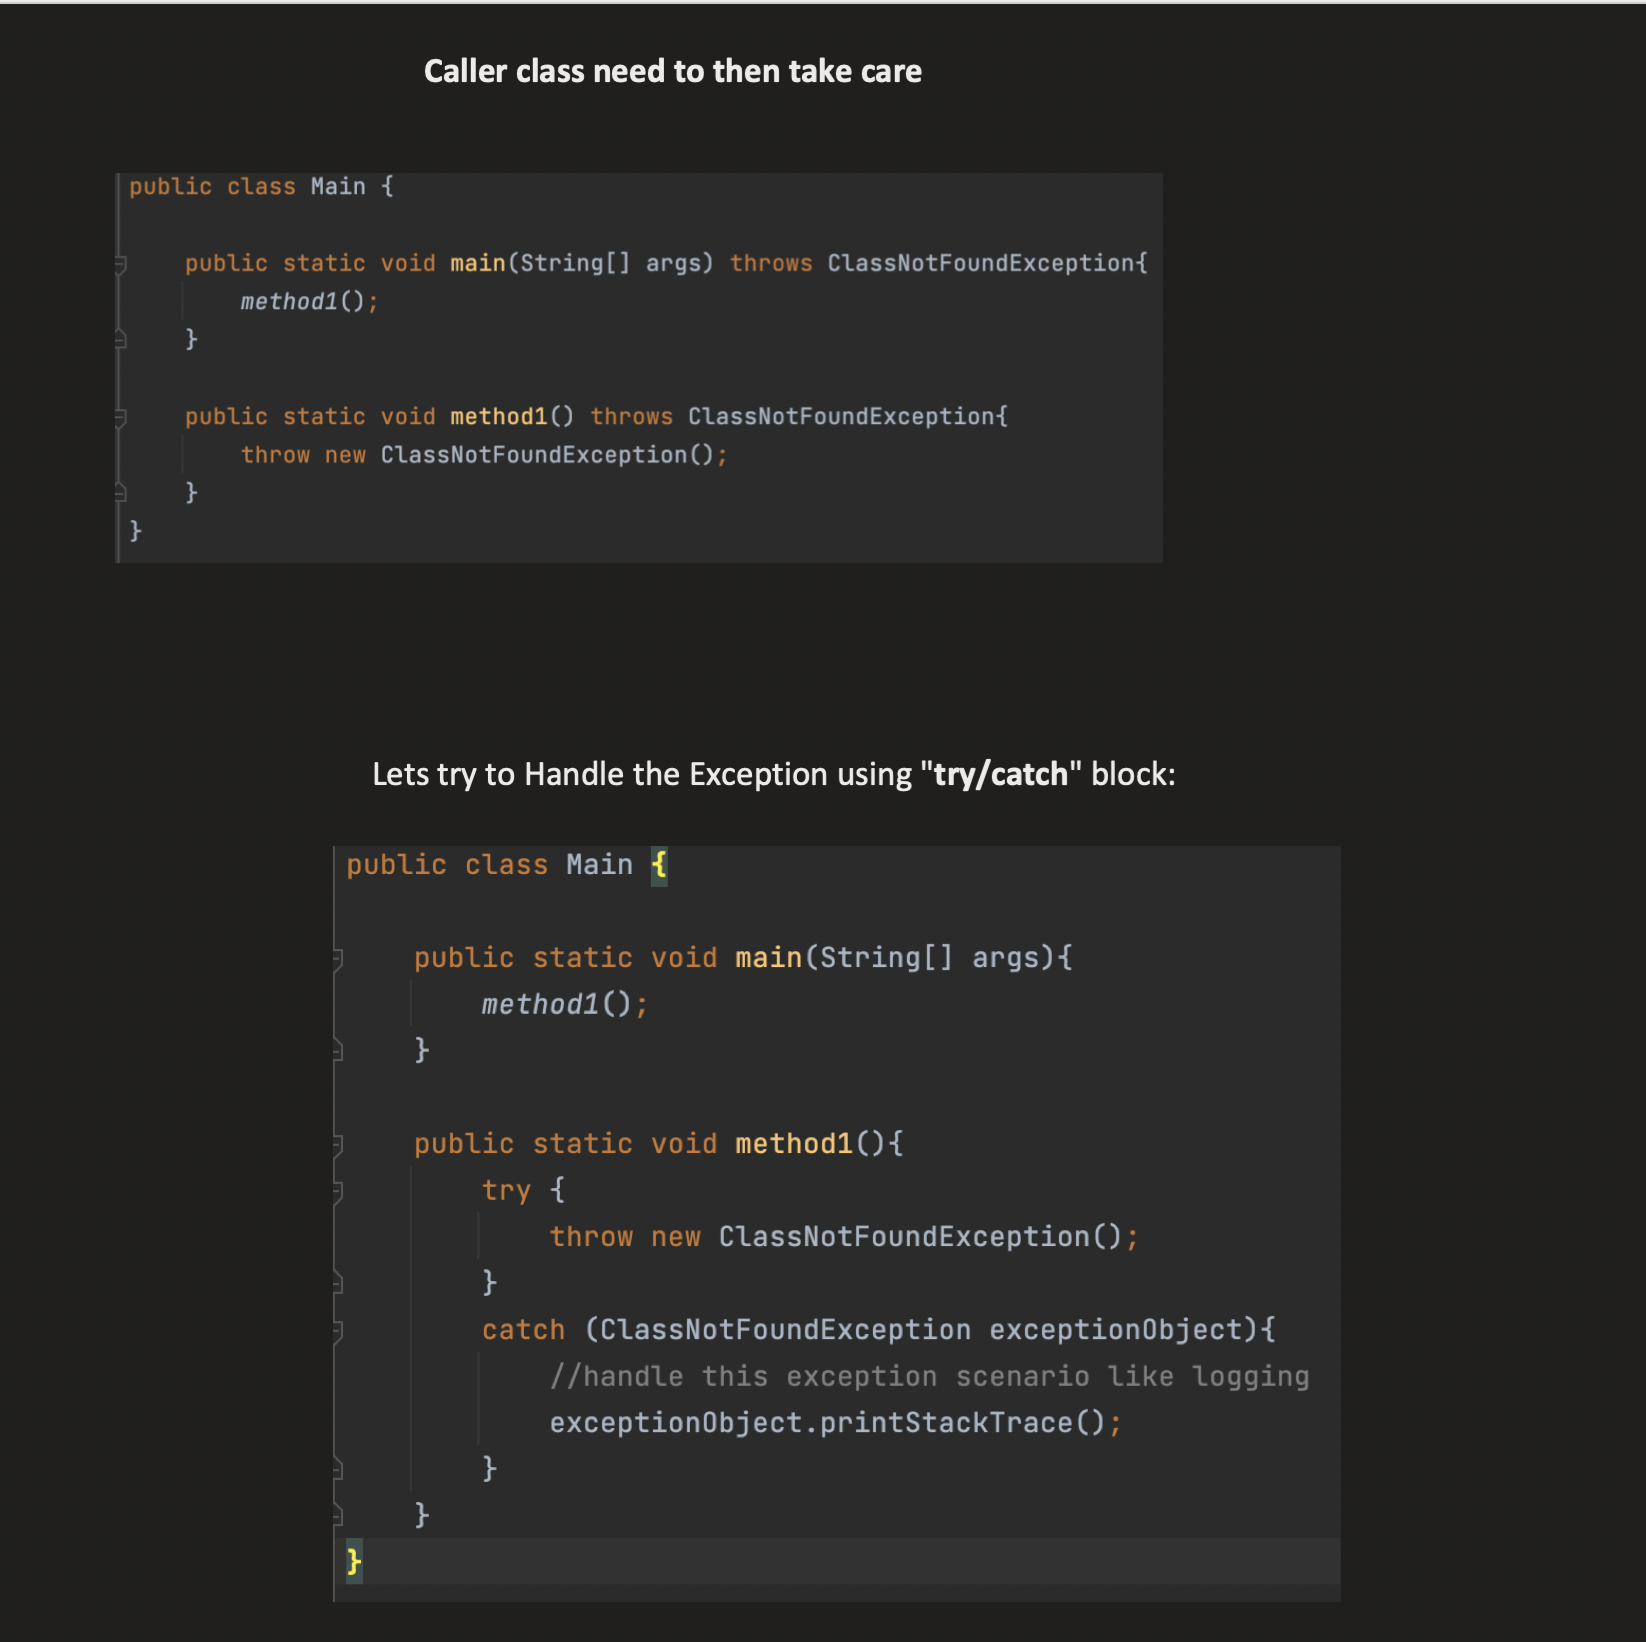 Caller class need to then take care
public class Main {
public static void main(String[] args) throws ClassNotFoundException{
method1();
}
public static void method1() throws ClassNotFoundException{
throw new ClassNotFoundException();
}
}
Lets try to Handle the Exception using "try/catch" block:
public class Main {
public static void main(String[] args){
method1();
}
public static void method1(){
try {
throw new ClassNotFoundException();
}
catch (ClassNotFoundException exceptionObject){
//handle this exception scenario like logging
exceptionObject.printStackTrace();
}
}
}